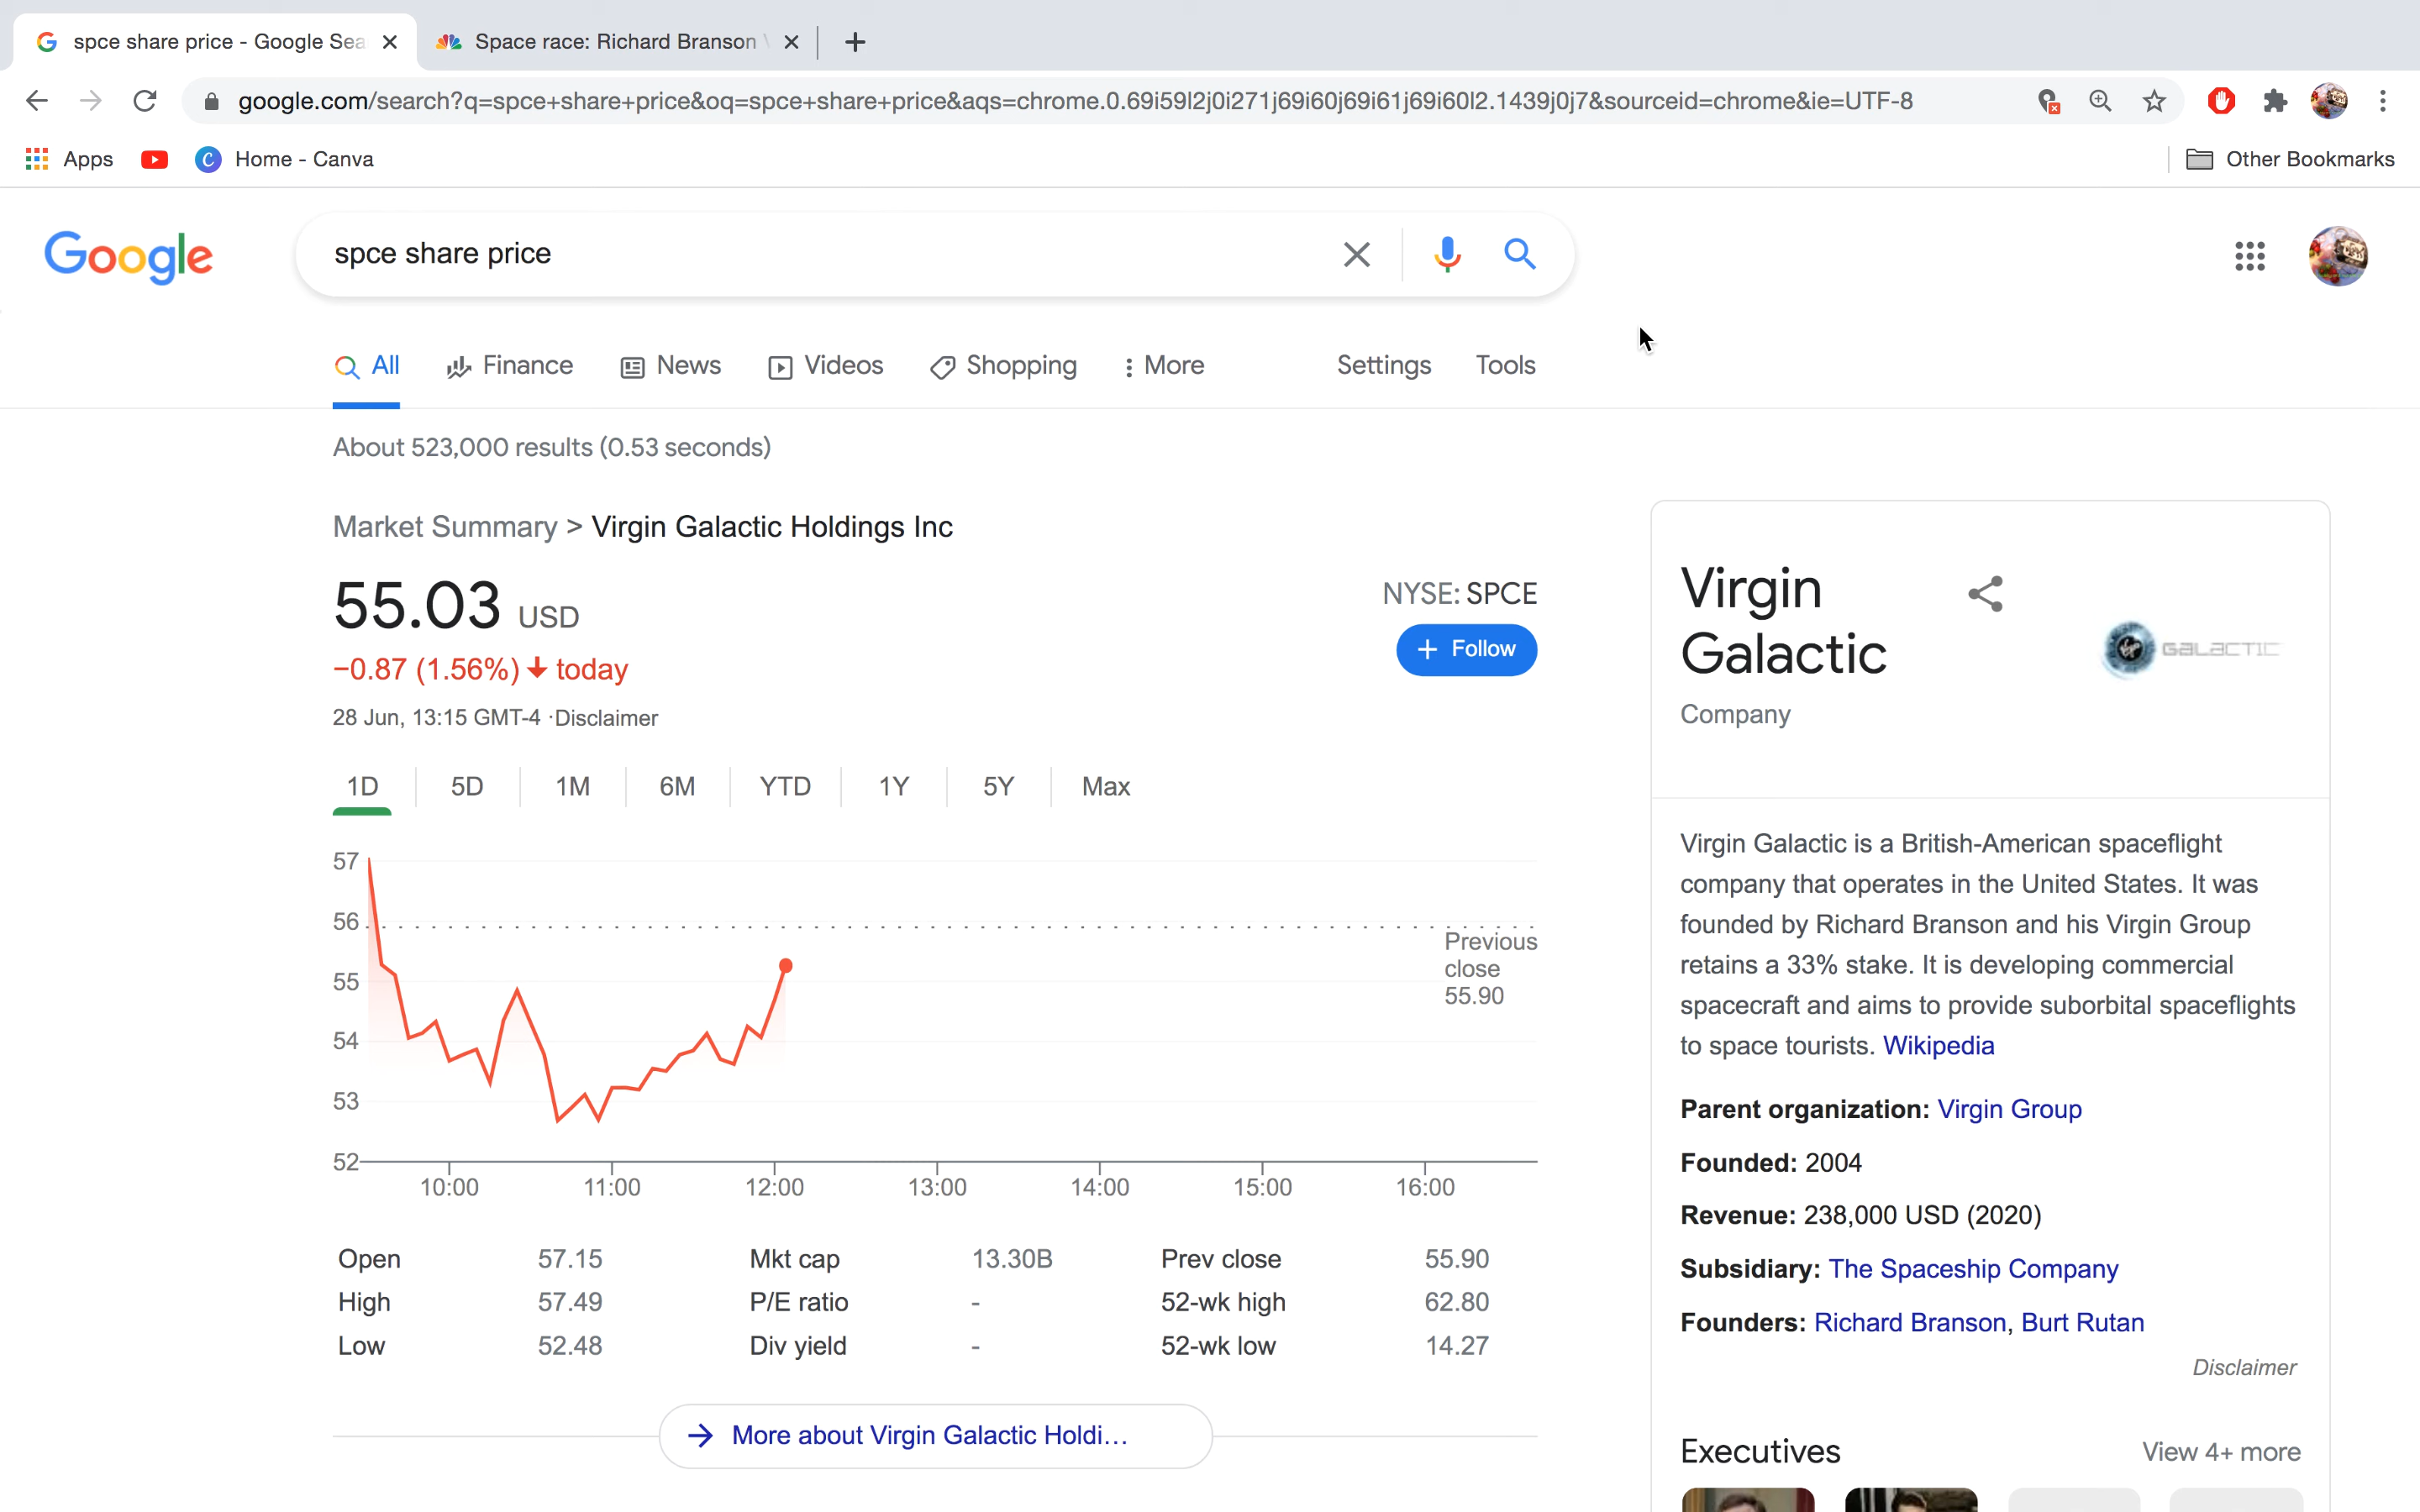 spce share price - Google Sea
Space race: Richard Branson
google.com/search?q=spce+share+price&oq=spce+share+price&aqs=chrome.0.69i59l2j0i271j69i60j69i61j69i60l2.1439j0j7&sourceid=chrome&ie=UTF-8
Apps
Home - Canva
Other Bookmarks
Google
spce share price
All
Finance
News
Videos
Shopping
More
Settings
Tools
About 523,000 results (0.53 seconds)
Market Summary > Virgin Galactic Holdings Inc
55.03 USD
NYSE: SPCE
+ Follow
−0.87 (1.56%) ↓ today
28 Jun, 13:15 GMT-4 · Disclaimer
1D
5D
1M
6M
YTD
1Y
5Y
Max
57
56
55
54
53
52
Previous
close
55.90
10:00
11:00
12:00
13:00
14:00
15:00
16:00
Open 57.15 Mkt cap 13.30B Prev close 55.90
High 57.49 P/E ratio - 52-wk high 62.80
Low 52.48 Div yield - 52-wk low 14.27
More about Virgin Galactic Holdi...
Virgin
Galactic
GALACTIC
Company
Virgin Galactic is a British-American spaceflight
company that operates in the United States. It was
founded by Richard Branson and his Virgin Group
retains a 33% stake. It is developing commercial
spacecraft and aims to provide suborbital spaceflights
to space tourists. Wikipedia
Parent organization: Virgin Group
Founded: 2004
Revenue: 238,000 USD (2020)
Subsidiary: The Spaceship Company
Founders: Richard Branson, Burt Rutan
Disclaimer
Executives
View 4+ more